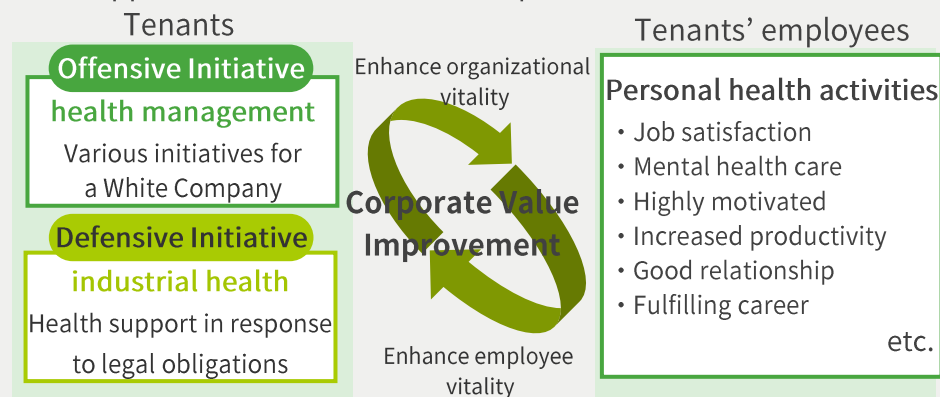 Tenants
Offensive Initiative
health management
Various initiatives for
a White Company
Defensive Initiative
industrial health
Health support in response
to legal obligations
Enhance organizational
vitality
Corporate Value
Improvement
Enhance employee
vitality
Tenants’ employees
Personal health activities
・Job satisfaction
・Mental health care
・Highly motivated
・Increased productivity
・Good relationship
・Fulfilling career
etc.